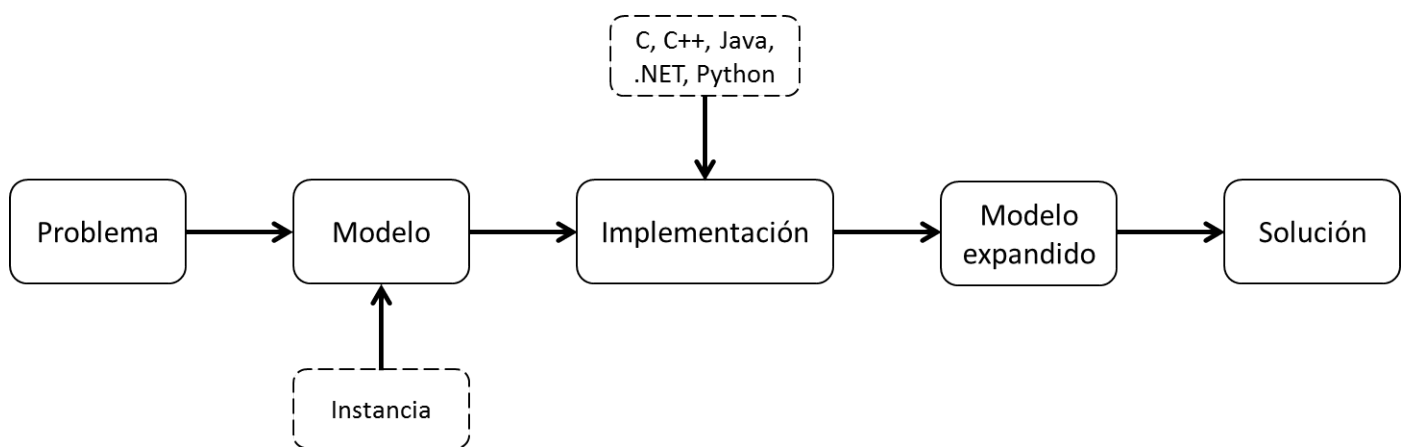 C, C++, Java,
.NET, Python
Problema
Modelo
Implementación
Modelo
expandido
Solución
Instancia